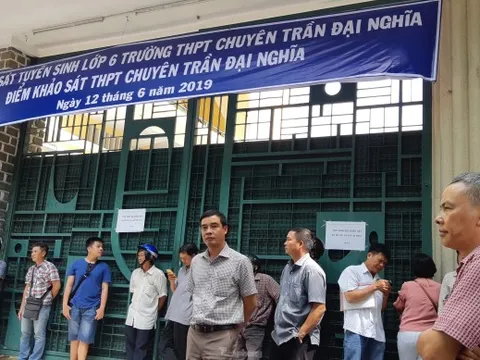 SÁT TUYỂN SINH LỚP 6 TRƯỜNG THPT CHUYÊN TRẦN ĐẠI NGHĨA
ĐIỂM KHẢO SÁT THPT CHUYÊN TRẦN ĐẠI NGHĨA
Ngày 12 tháng 6 năm 2019